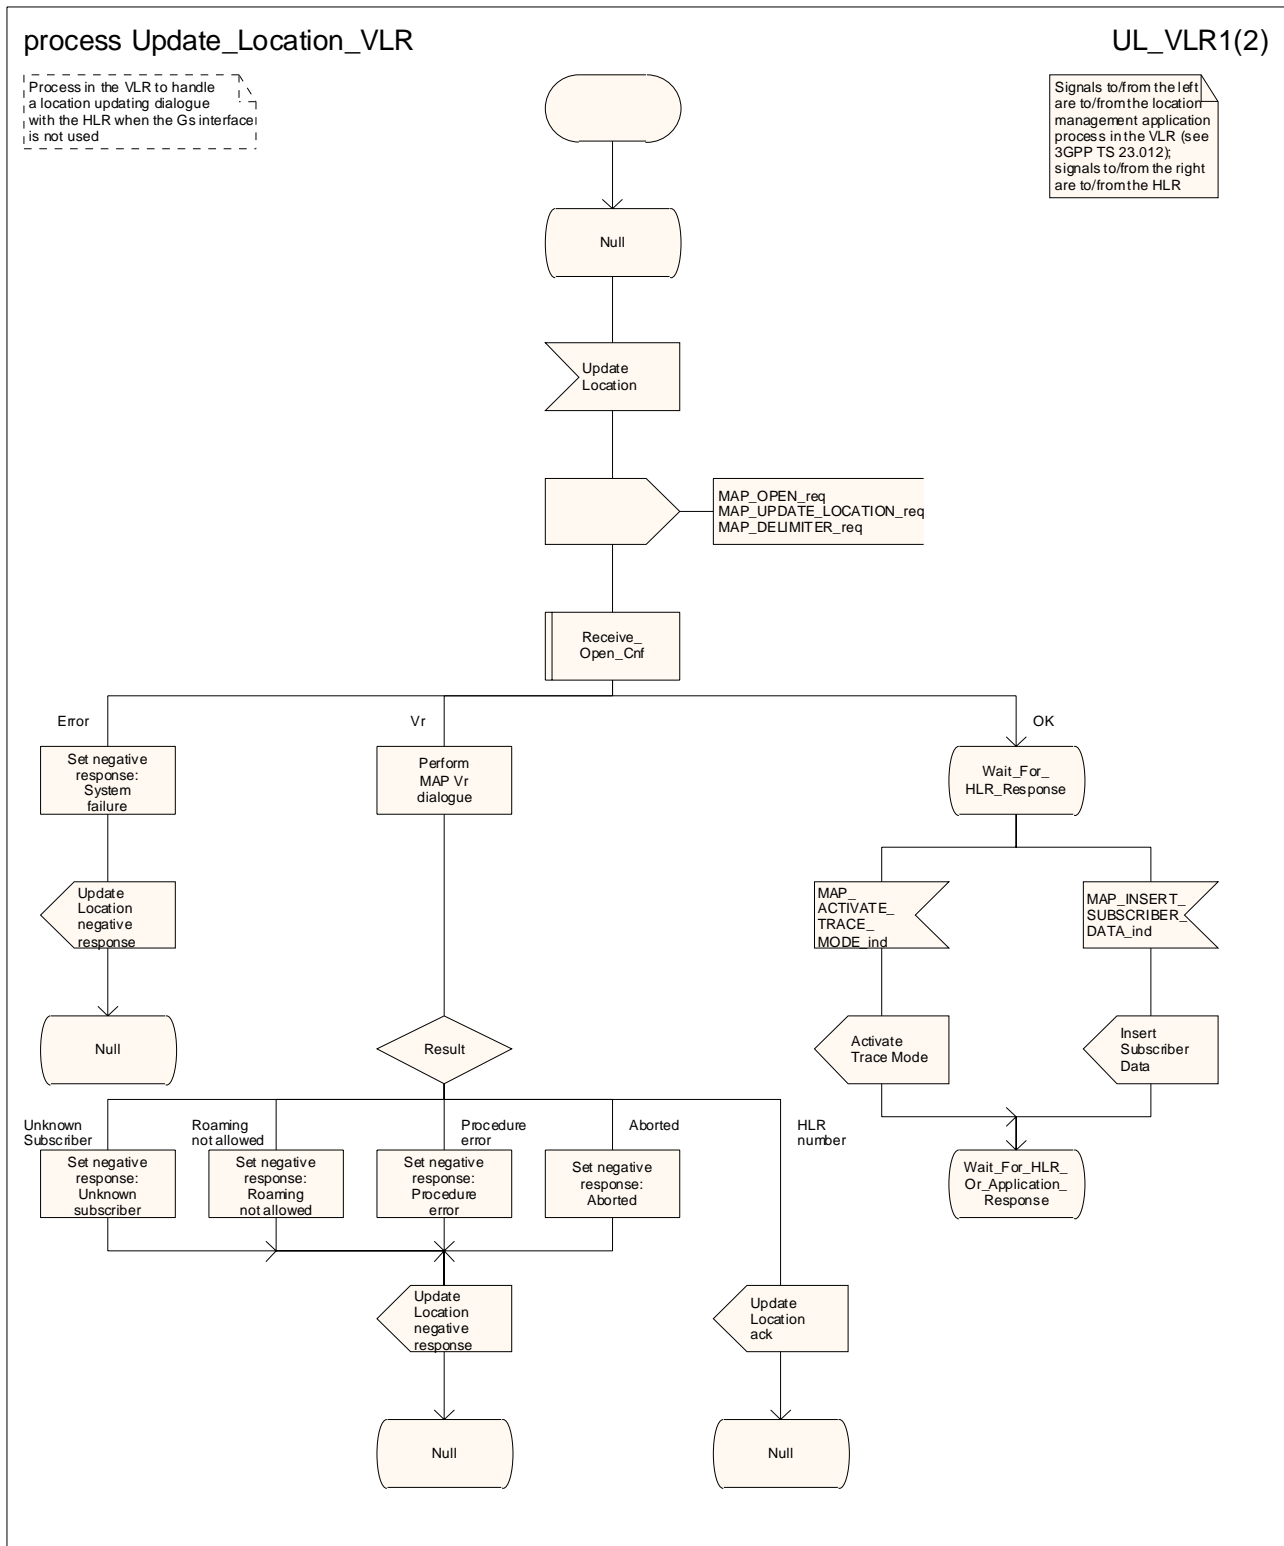 process Update_Location_VLR
UL_VLR1(2)
Process in the VLR to handle
a location updating dialogue
with the HLR when the Gs interface
is not used
Signals to/from the left
are to/from the location
management application
process in the VLR (see
3GPP TS 23.012);
signals to/from the right
are to/from the HLR
Null
Update
Location
MAP_OPEN_req
MAP_UPDATE_LOCATION_req
MAP_DELIMITER_req
Receive_
Open_Cnf
Error
Vr
OK
Set negative
response:
System
failure
Perform
MAP Vr
dialogue
Wait_For_
HLR_Response
Update
Location
negative
response
MAP_
ACTIVATE_
TRACE_
MODE_ind
MAP_INSERT_
SUBSCRIBER_
DATA_ind
Null
Result
Activate
Trace Mode
Insert
Subscriber
Data
Unknown
Subscriber
Roaming
not allowed
Procedure
error
Aborted
HLR
number
Set negative
response:
Unknown
subscriber
Set negative
response:
Roaming
not allowed
Set negative
response:
Procedure
error
Set negative
response:
Aborted
Wait_For_HLR_
Or_Application_
Response
Update
Location
negative
response
Update
Location
ack
Null
Null